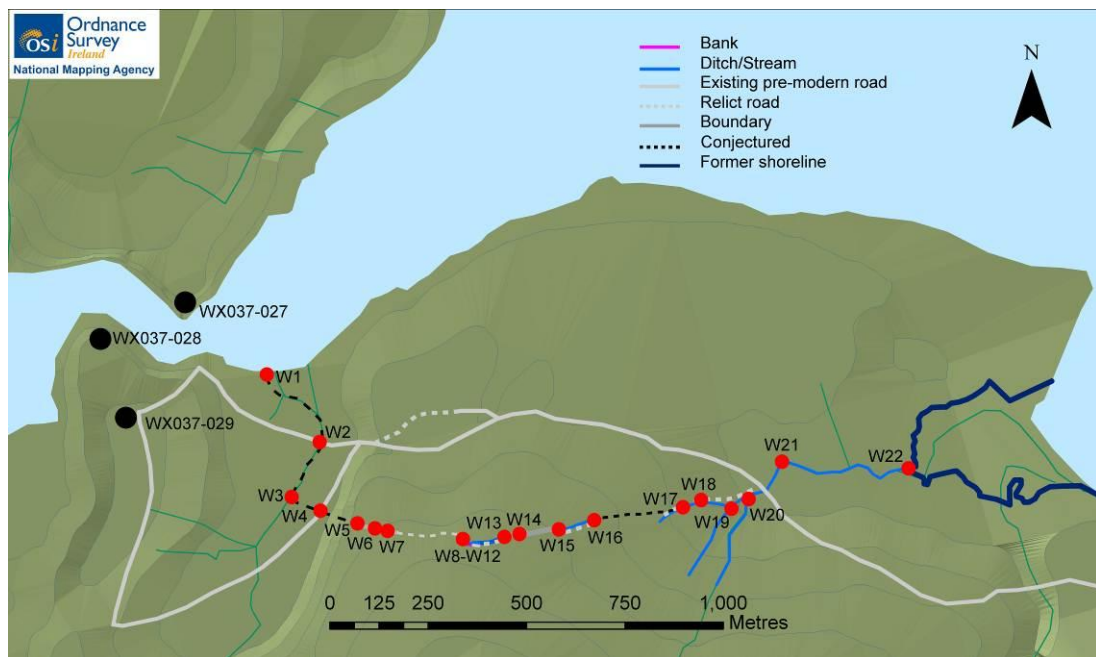 Ordnance
Survey
Ireland
OSi
National Mapping Agency
Bank
Ditch/Stream
Existing pre-modern road
Relict road
Boundary
Conjectured
Former shoreline
N
WX037-027
WX037-028
WX037-029
W1
W2
W3
W4
W5
W6
W7
W8-W12
W13
W14
W15
W16
W17
W18
W19
W20
W21
W22
0 125 250 500 750 1,000
Metres